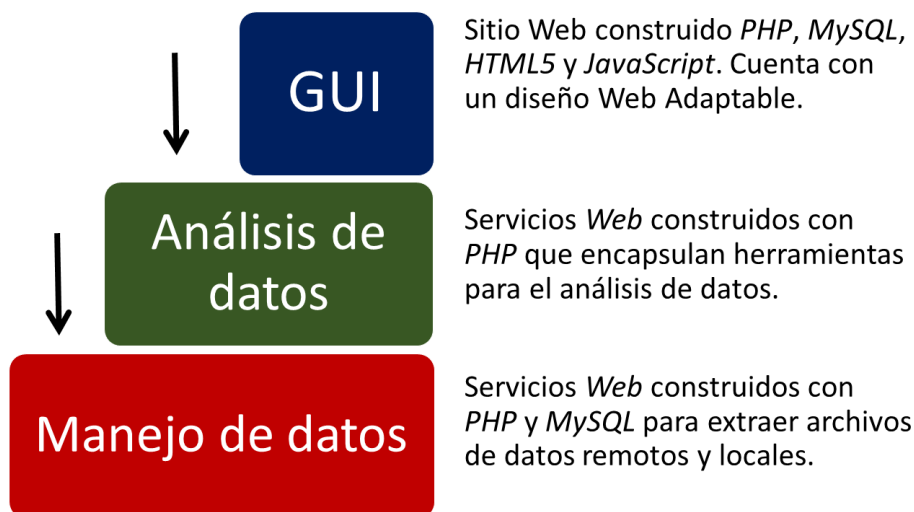 GUI
Sitio Web construido PHP, MySQL,
HTML5 y JavaScript. Cuenta con
un diseño Web Adaptable.
Análisis de
datos
Servicios Web construidos con
PHP que encapsulan herramientas
para el análisis de datos.
Manejo de datos
Servicios Web construidos con
PHP y MySQL para extraer archivos
de datos remotos y locales.